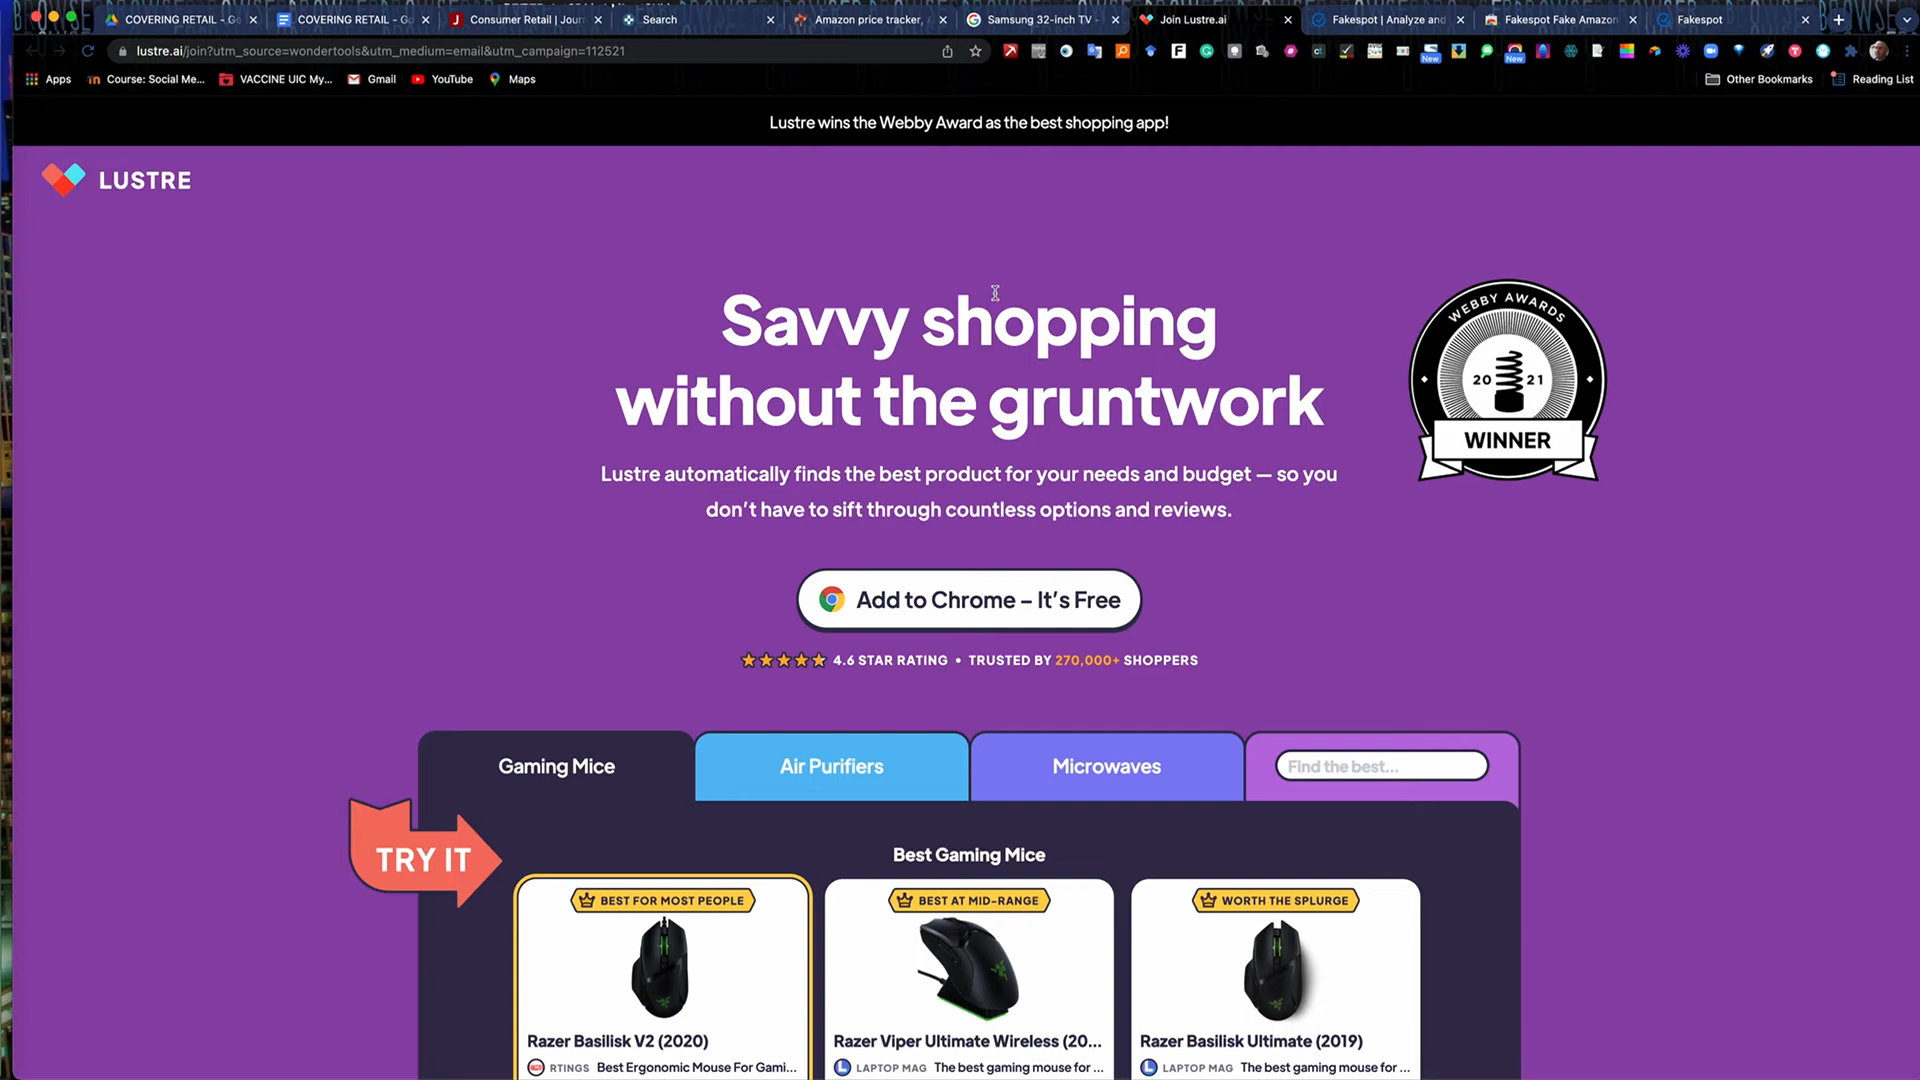 COVERING RETAIL - Go
COVERING RETAIL - Go
Consumer Retail | Jour
Search
Amazon price tracker,
Samsung 32-inch TV -
Join Lustre.ai
Fakespot | Analyze and
Fakespot Fake Amazon
Fakespot
lustre.ai/join?utm_source=wondertools&utm_medium=email&utm_campaign=112521
New
New
Apps
Course: Social Me...
VACCINE UIC My...
Gmail
YouTube
Maps
Other Bookmarks
Reading List
Lustre wins the Webby Award as the best shopping app!
LUSTRE
Savvy shopping
without the gruntwork
WEBBY AWARDS
20 21
WINNER
Lustre automatically finds the best product for your needs and budget — so you
don't have to sift through countless options and reviews.
Add to Chrome – It's Free
4.6 STAR RATING • TRUSTED BY 270,000+ SHOPPERS
Gaming Mice
Air Purifiers
Microwaves
Find the best...
TRY IT
Best Gaming Mice
BEST FOR MOST PEOPLE
BEST AT MID-RANGE
WORTH THE SPLURGE
Razer Basilisk V2 (2020)
Razer Viper Ultimate Wireless (20...
Razer Basilisk Ultimate (2019)
RTINGS Best Ergonomic Mouse For Gami...
LAPTOP MAG The best gaming mouse for ...
LAPTOP MAG The best gaming mouse for ...